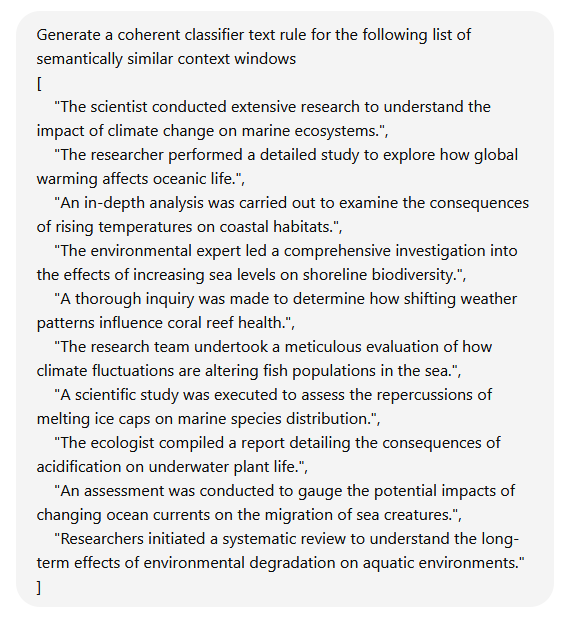 Generate a coherent classifier text rule for the following list of
semantically similar context windows
[
"The scientist conducted extensive research to understand the
impact of climate change on marine ecosystems.",
"The researcher performed a detailed study to explore how global
warming affects oceanic life.",
"An in-depth analysis was carried out to examine the consequences
of rising temperatures on coastal habitats.",
"The environmental expert led a comprehensive investigation into
the effects of increasing sea levels on shoreline biodiversity.",
"A thorough inquiry was made to determine how shifting weather
patterns influence coral reef health.",
"The research team undertook a meticulous evaluation of how
climate fluctuations are altering fish populations in the sea.",
"A scientific study was executed to assess the repercussions of
melting ice caps on marine species distribution.",
"The ecologist compiled a report detailing the consequences of
acidification on underwater plant life.",
"An assessment was conducted to gauge the potential impacts of
changing ocean currents on the migration of sea creatures.",
"Researchers initiated a systematic review to understand the long-
term effects of environmental degradation on aquatic environments."
]